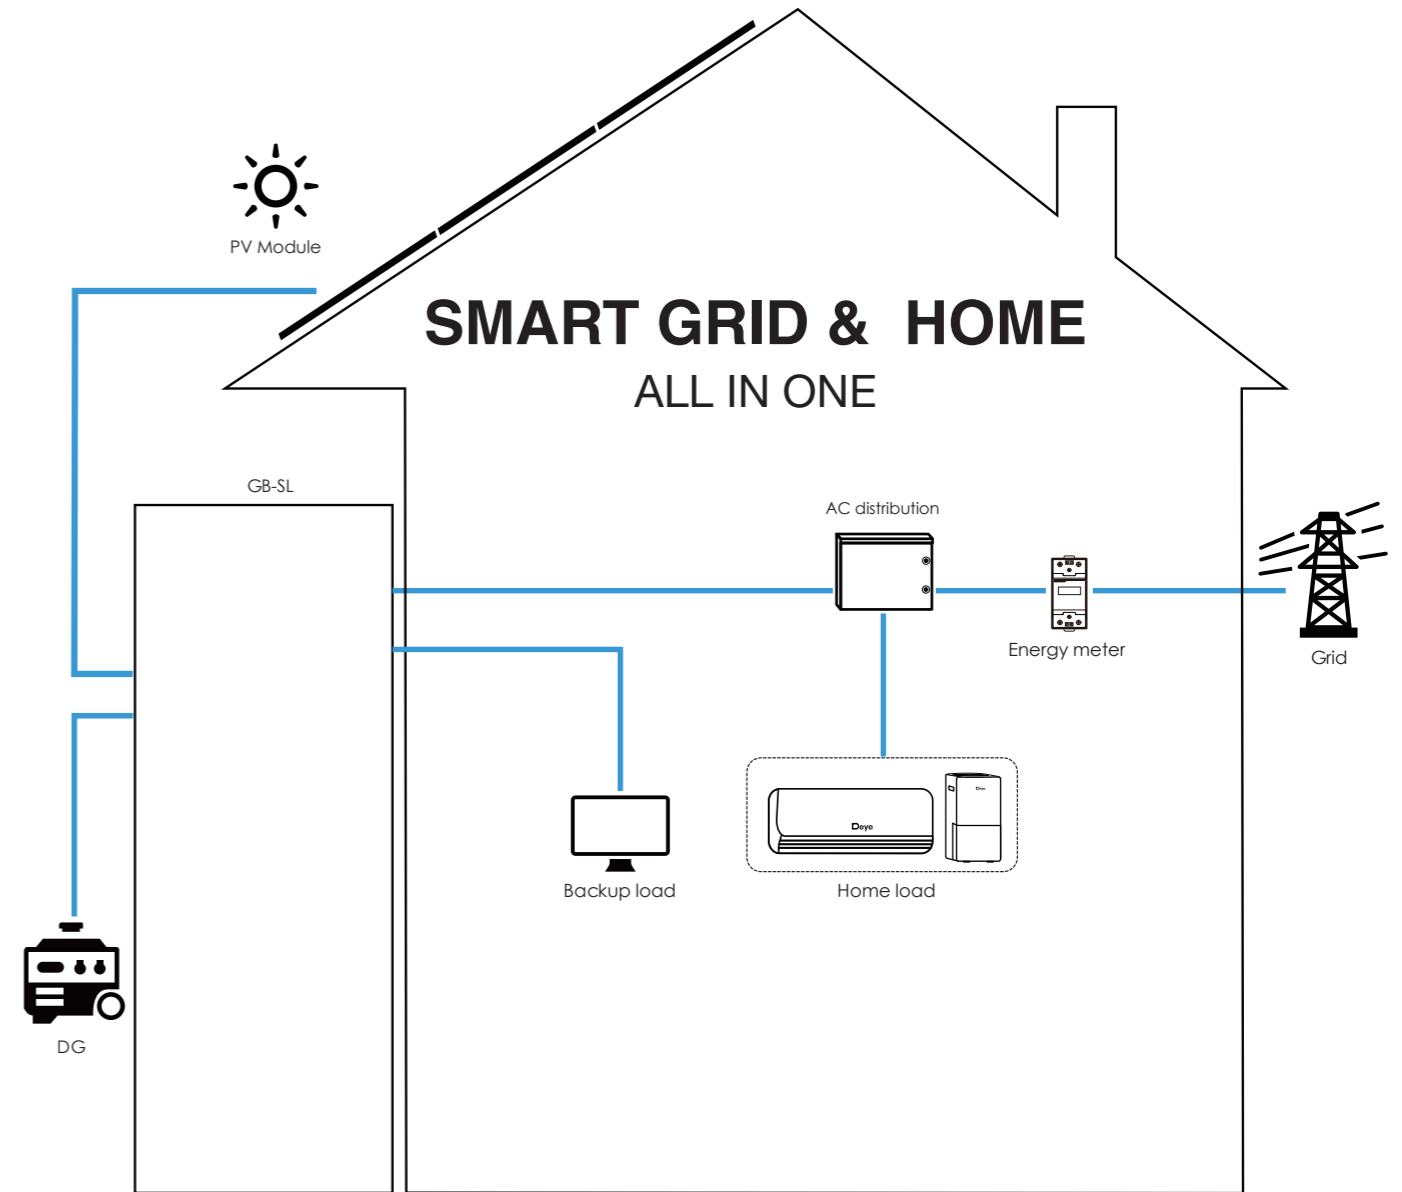 PV Module
SMART GRID & HOME
ALL IN ONE
GB-SL
AC distribution
Energy meter
Grid
Deye
Deye
Backup load
Home load
DG